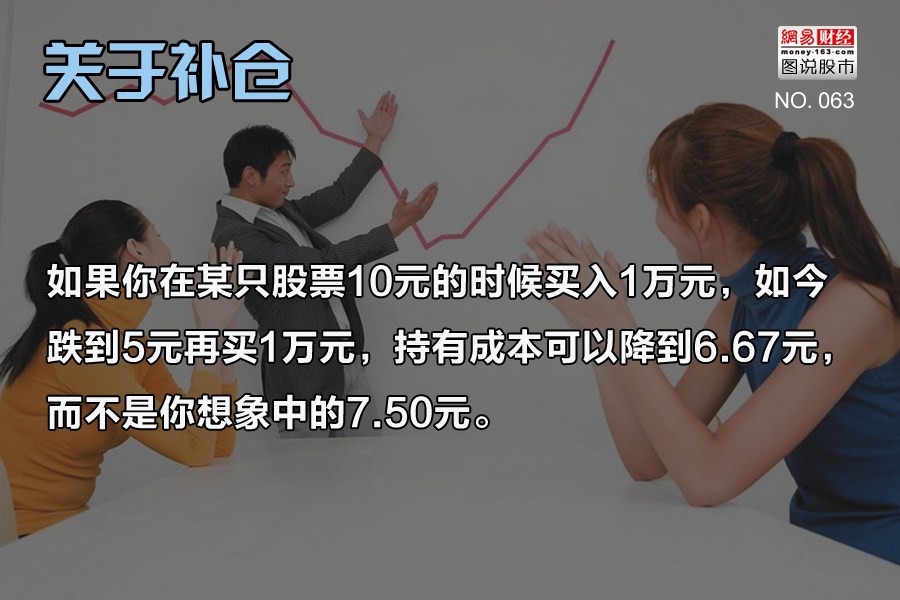 关于补仓
網易财经
money·163·com
图说股市
NO. 063
如果你在某只股票10元的时候买入1万元，如今
跌到5元再买1万元，持有成本可以降到6.67元，
而不是你想象中的7.50元。